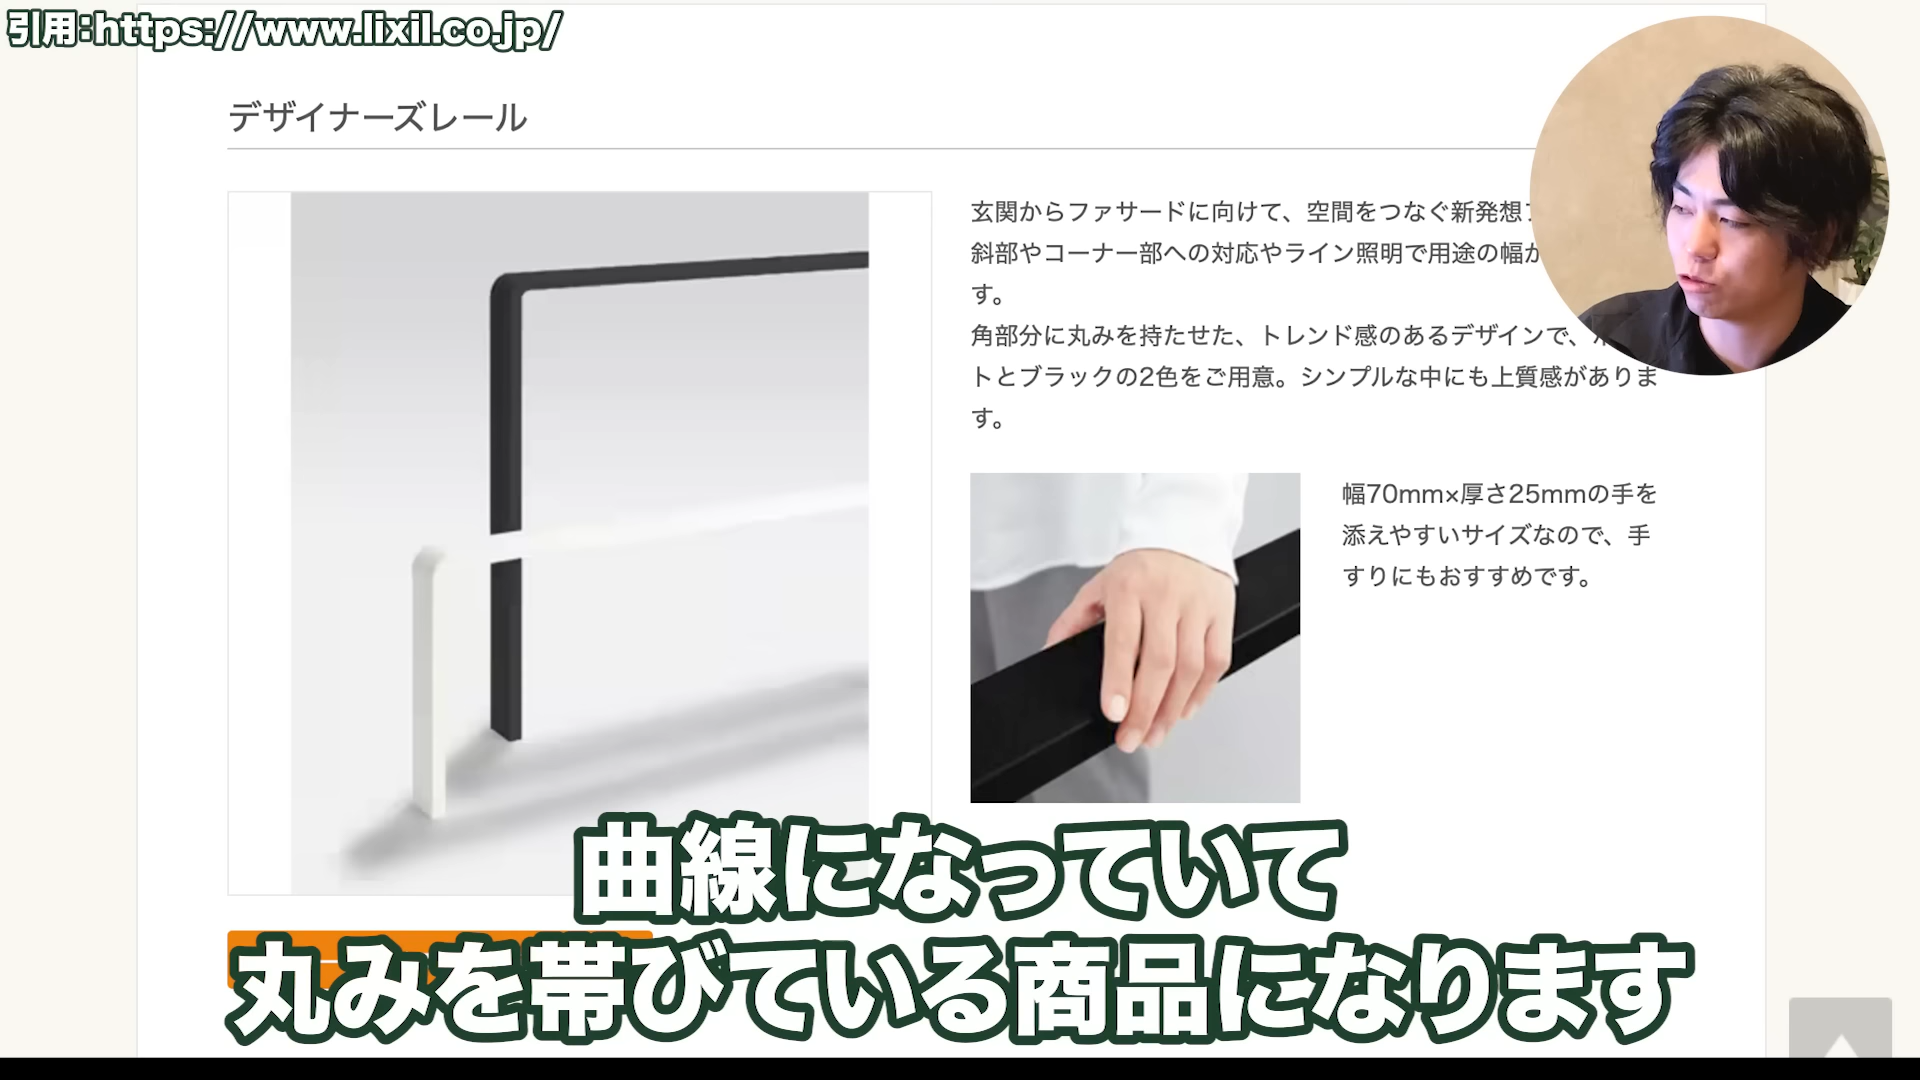 引用:https://www.lixil.co.jp/
デザイナーズレール
玄関からファサードに向けて、空間をつなぐ新発想
斜部やコーナー部への対応やライン照明で用途の幅が
す。
角部分に丸みを持たせた、トレンド感のあるデザインで、
トとブラックの2色をご用意。シンプルな中にも上質感がありま
す。
幅70mm×厚さ25mmの手を
添えやすいサイズなので、手
すりにもおすすめです。
曲線になっていて
丸みを帯びている商品になります